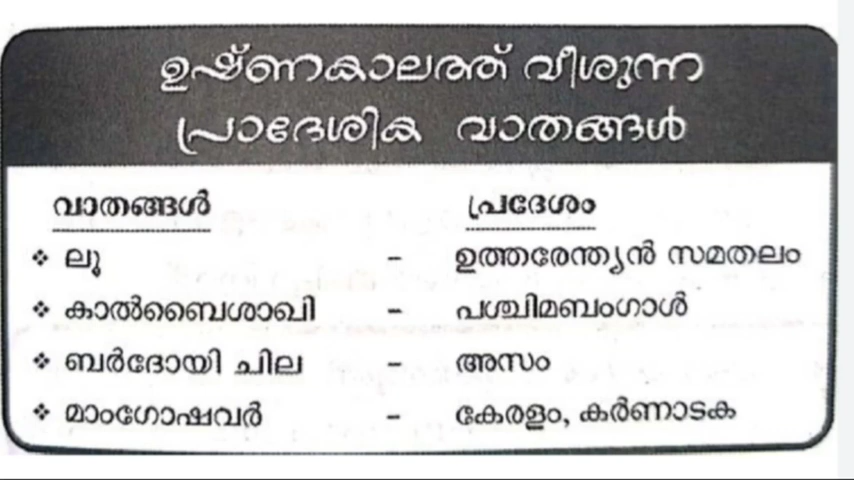 ഉഷ്ണകാലത്ത് വീശുന്ന
പ്രാദേശിക വാതങ്ങൾ
വാതങ്ങൾ പ്രദേശം
❖ ലൂ - ഉത്തരേന്ത്യൻ സമതലം
❖ കാൽബൈശാഖി - പശ്ചിമബംഗാൾ
❖ ബർദോയി ചില - അസം
❖ മാംഗോഷവർ - കേരളം, കർണാടക